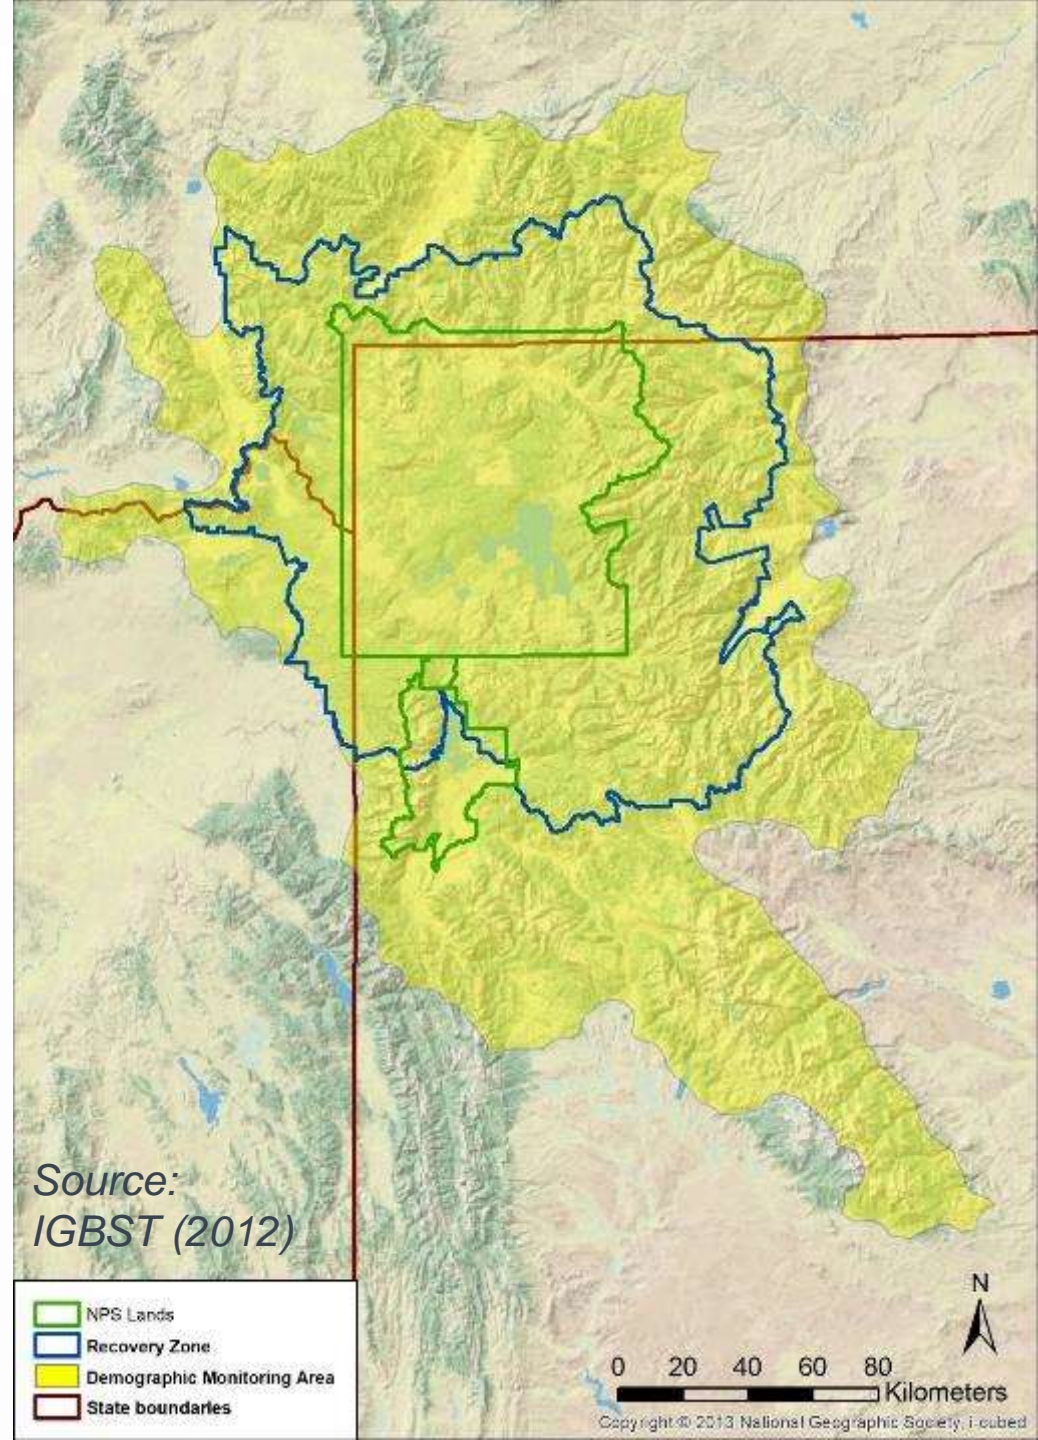 Source:
IGBST (2012)
NPS Lands
Recovery Zone
Demographic Monitoring Area
State boundaries
N
0 20 40 60 80
Kilometers
Copyright © 2013 National Geographic Society, i-cubed